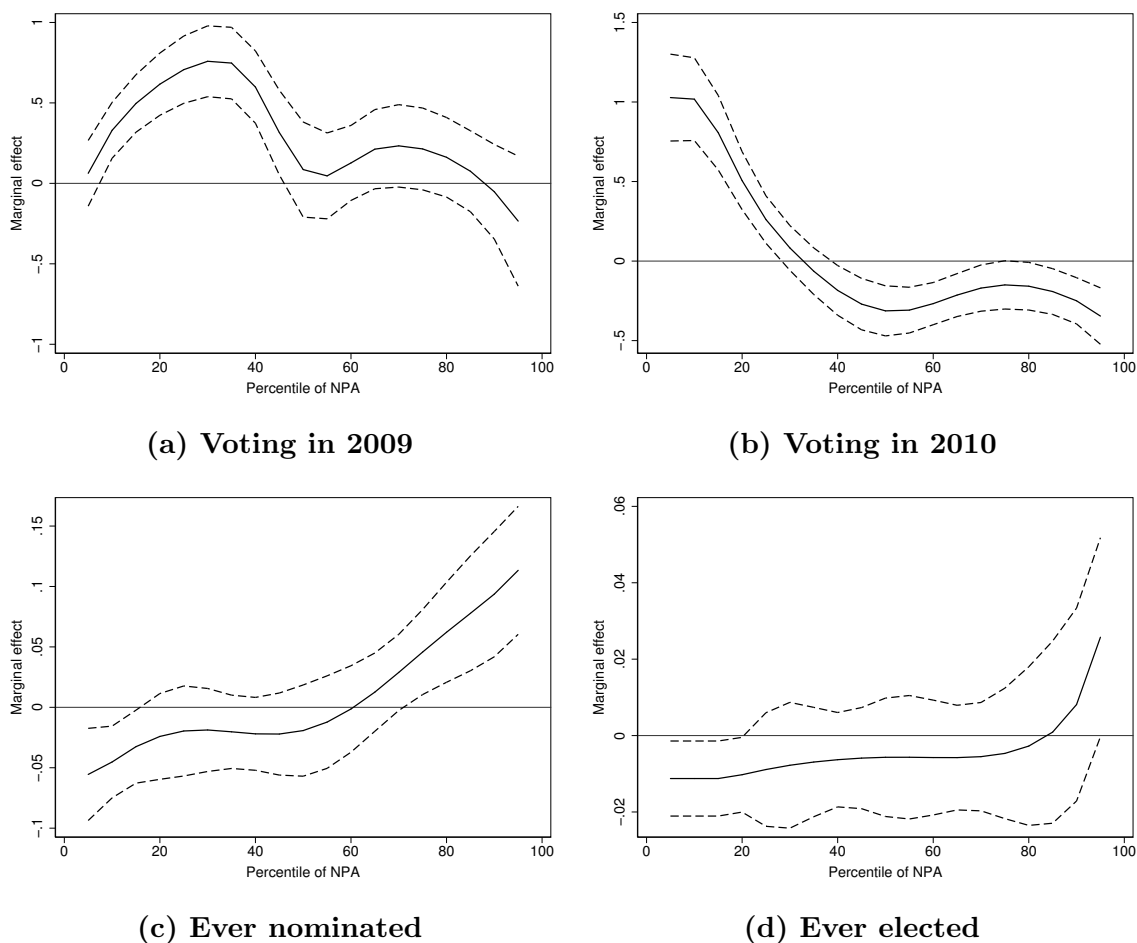 1
.5
0
-.5
-1
Marginal effect
0 20 40 60 80 100
Percentile of NPA
(a) Voting in 2009
1.5
1
.5
0
-.5
Marginal effect
0 20 40 60 80 100
Percentile of NPA
(b) Voting in 2010
.15
.1
.05
0
-.05
-.1
Marginal effect
0 20 40 60 80 100
Percentile of NPA
(c) Ever nominated
.06
.04
.02
0
-.02
Marginal effect
0 20 40 60 80 100
Percentile of NPA
(d) Ever elected